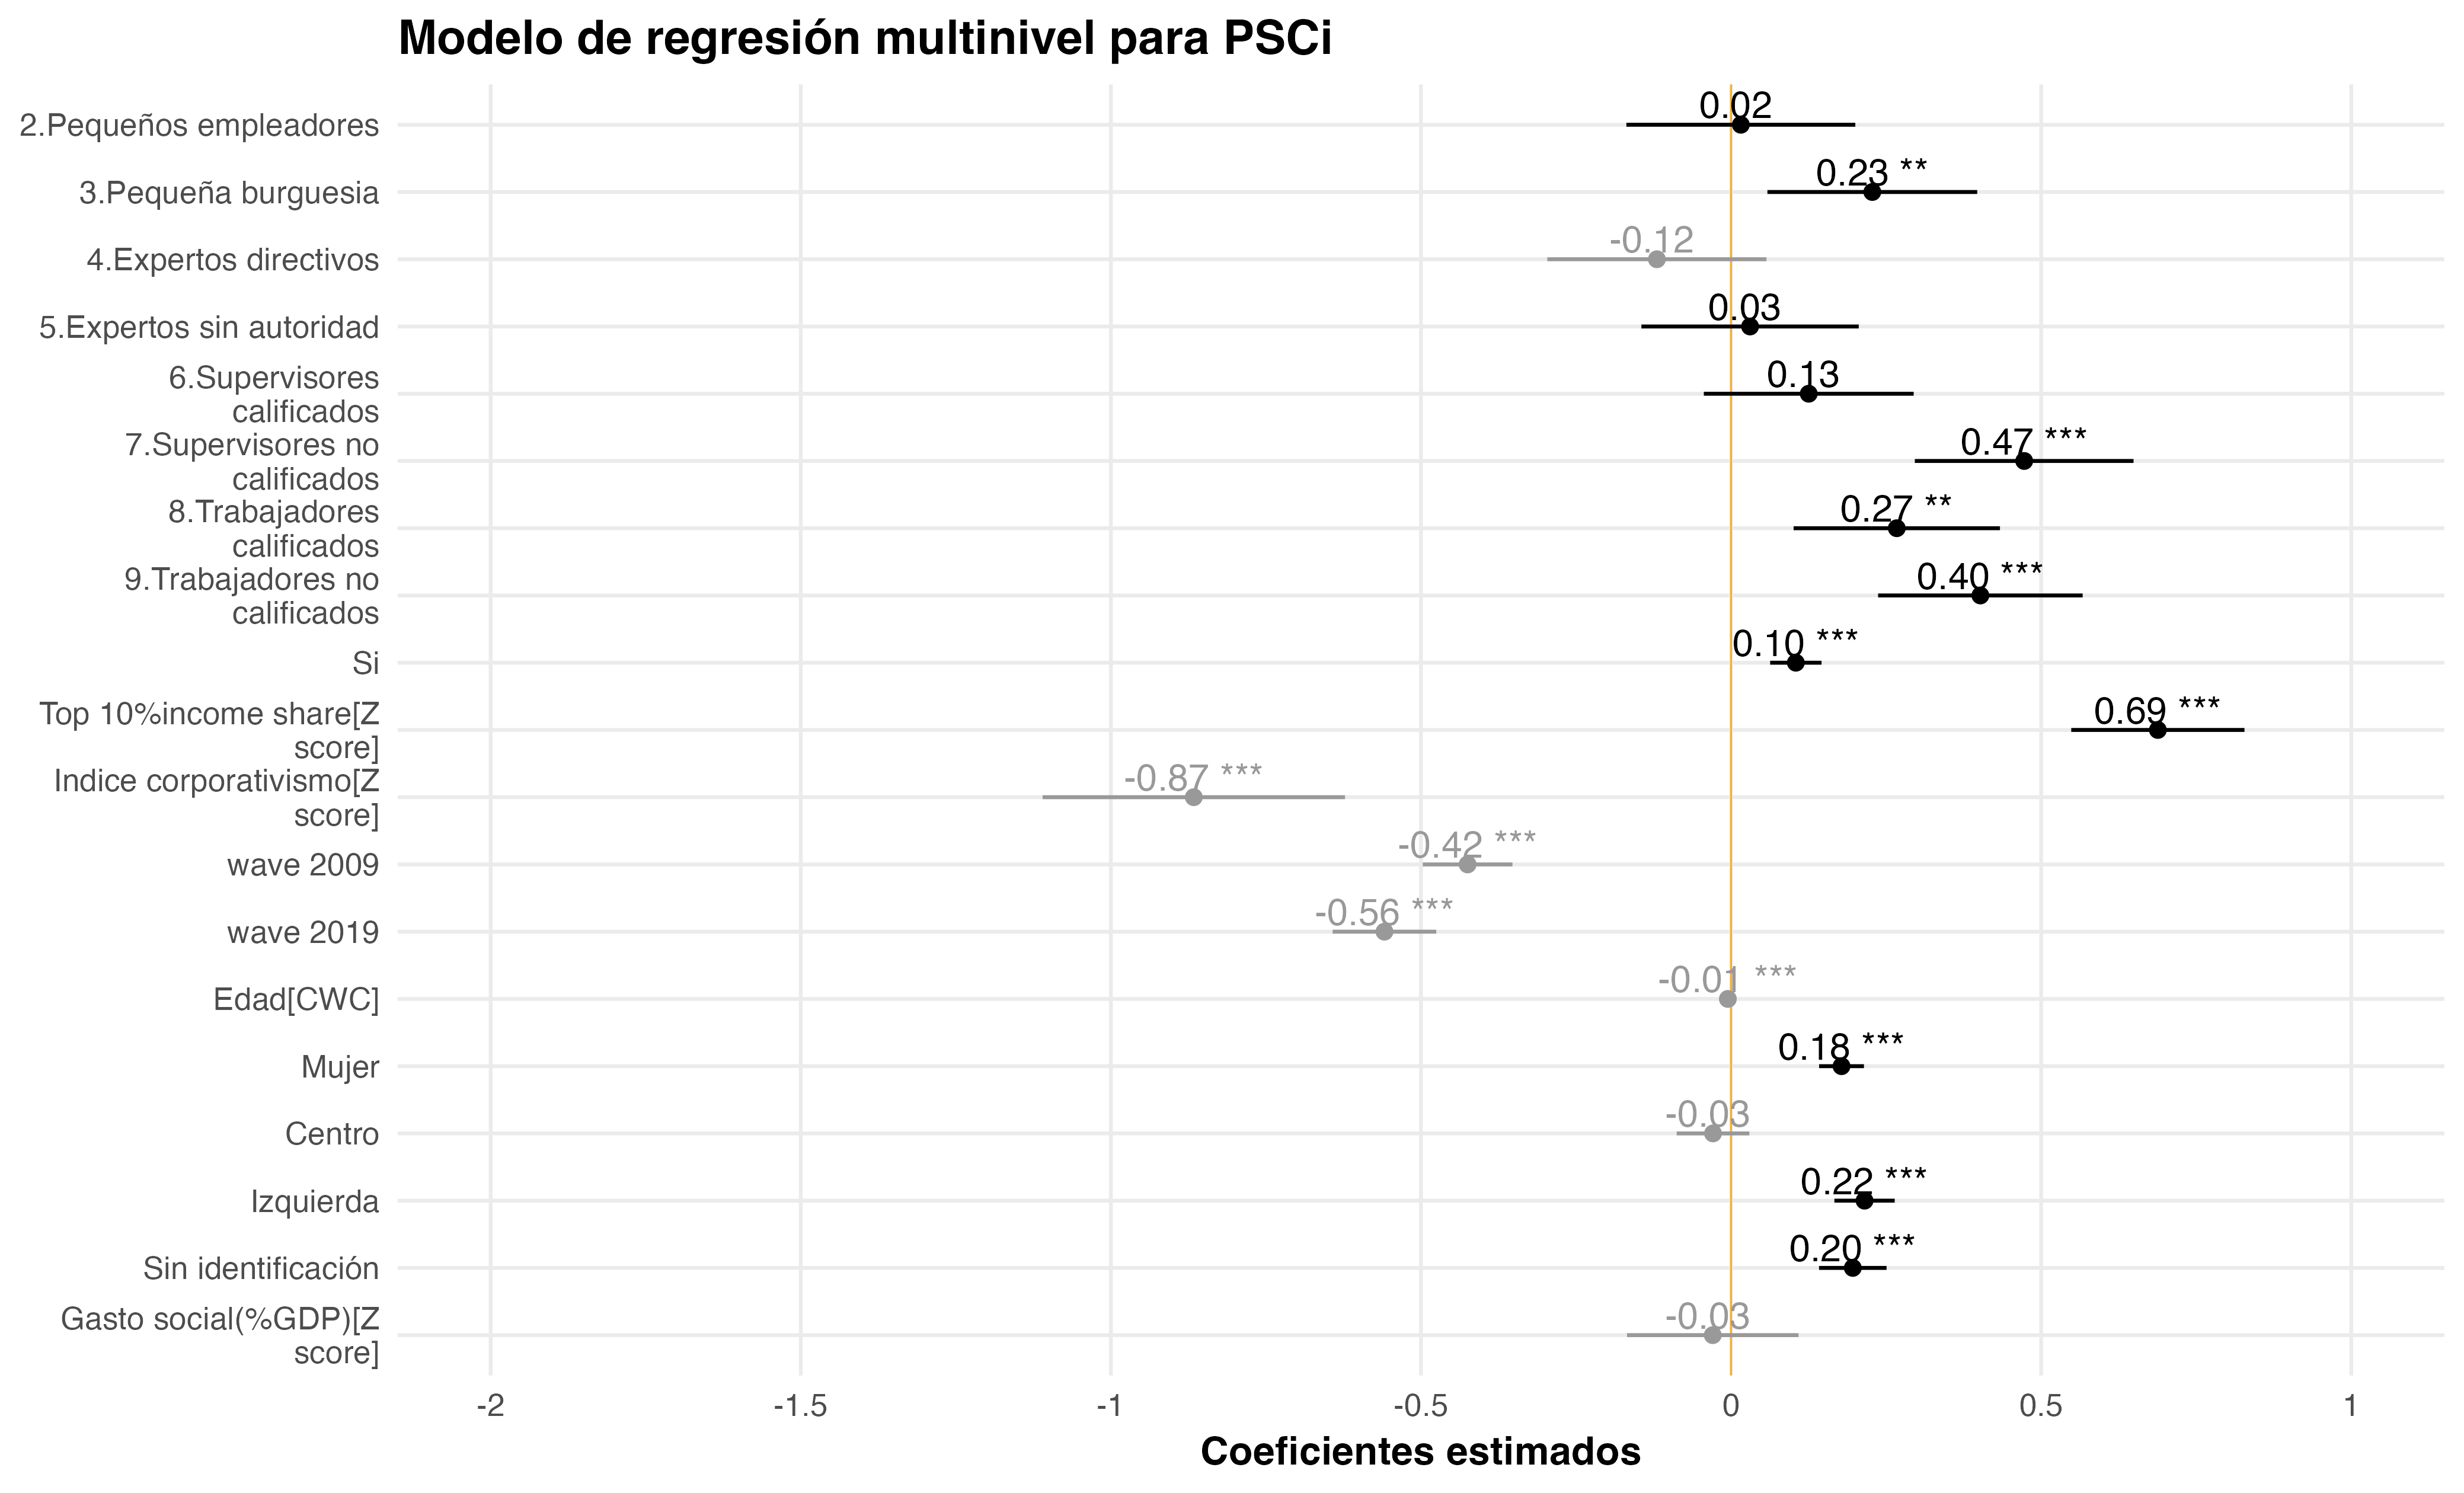 Modelo de regresión multinivel para PSCi
2.Pequeños empleadores
0.02
3.Pequeña burguesia
0.23 **
4.Expertos directivos
-0.12
5.Expertos sin autoridad
0.03
6.Supervisores
calificados
0.13
7.Supervisores no
calificados
0.47 ***
8.Trabajadores
calificados
0.27 **
9.Trabajadores no
calificados
0.40 ***
Si
0.10 ***
Top 10%income share[Z
score]
0.69 ***
Indice corporativismo[Z
score]
-0.87 ***
wave 2009
-0.42 ***
wave 2019
-0.56 ***
Edad[CWC]
-0.01 ***
Mujer
0.18 ***
Centro
-0.03
Izquierda
0.22 ***
Sin identificación
0.20 ***
Gasto social(%GDP)[Z
score]
-0.03
-2 -1.5 -1 -0.5 0 0.5 1
Coeficientes estimados